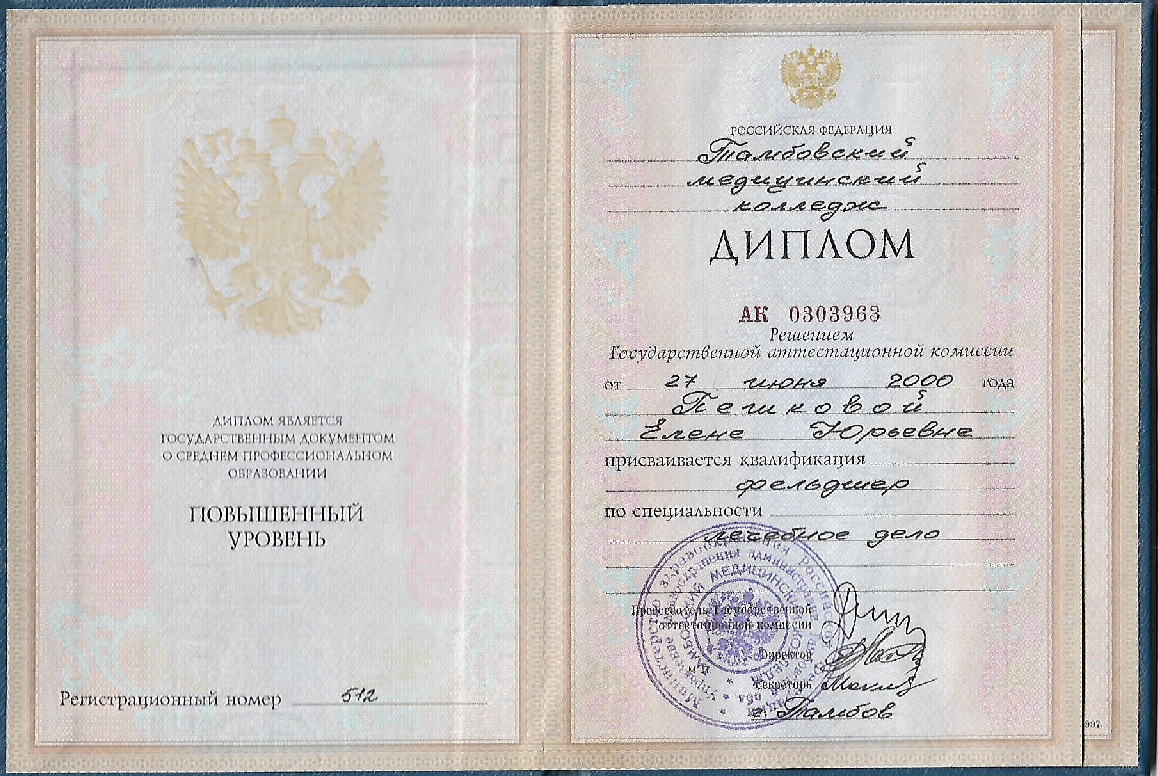 ДИПЛОМ ЯВЛЯЕТСЯ
ГОСУДАРСТВЕННЫМ ДОКУМЕНТОМ
О СРЕДНЕМ ПРОФЕССИОНАЛЬНОМ
ОБРАЗОВАНИИ
ПОВЫШЕННЫЙ
УРОВЕНЬ
Регистрационный номер 512
РОССИЙСКАЯ ФЕДЕРАЦИЯ
Тамбовский
медицинский
колледж
ДИПЛОМ
АК 0303963
Решением
Государственной аттестационной комиссии
от 27 июня 2000 года
Пешковой
Елене Юрьевне
присваивается квалификация
фельдшер
по специальности
лечебное дело
Председатель Государственной
аттестационной комиссии
Директор
Секретарь
г. Тамбов